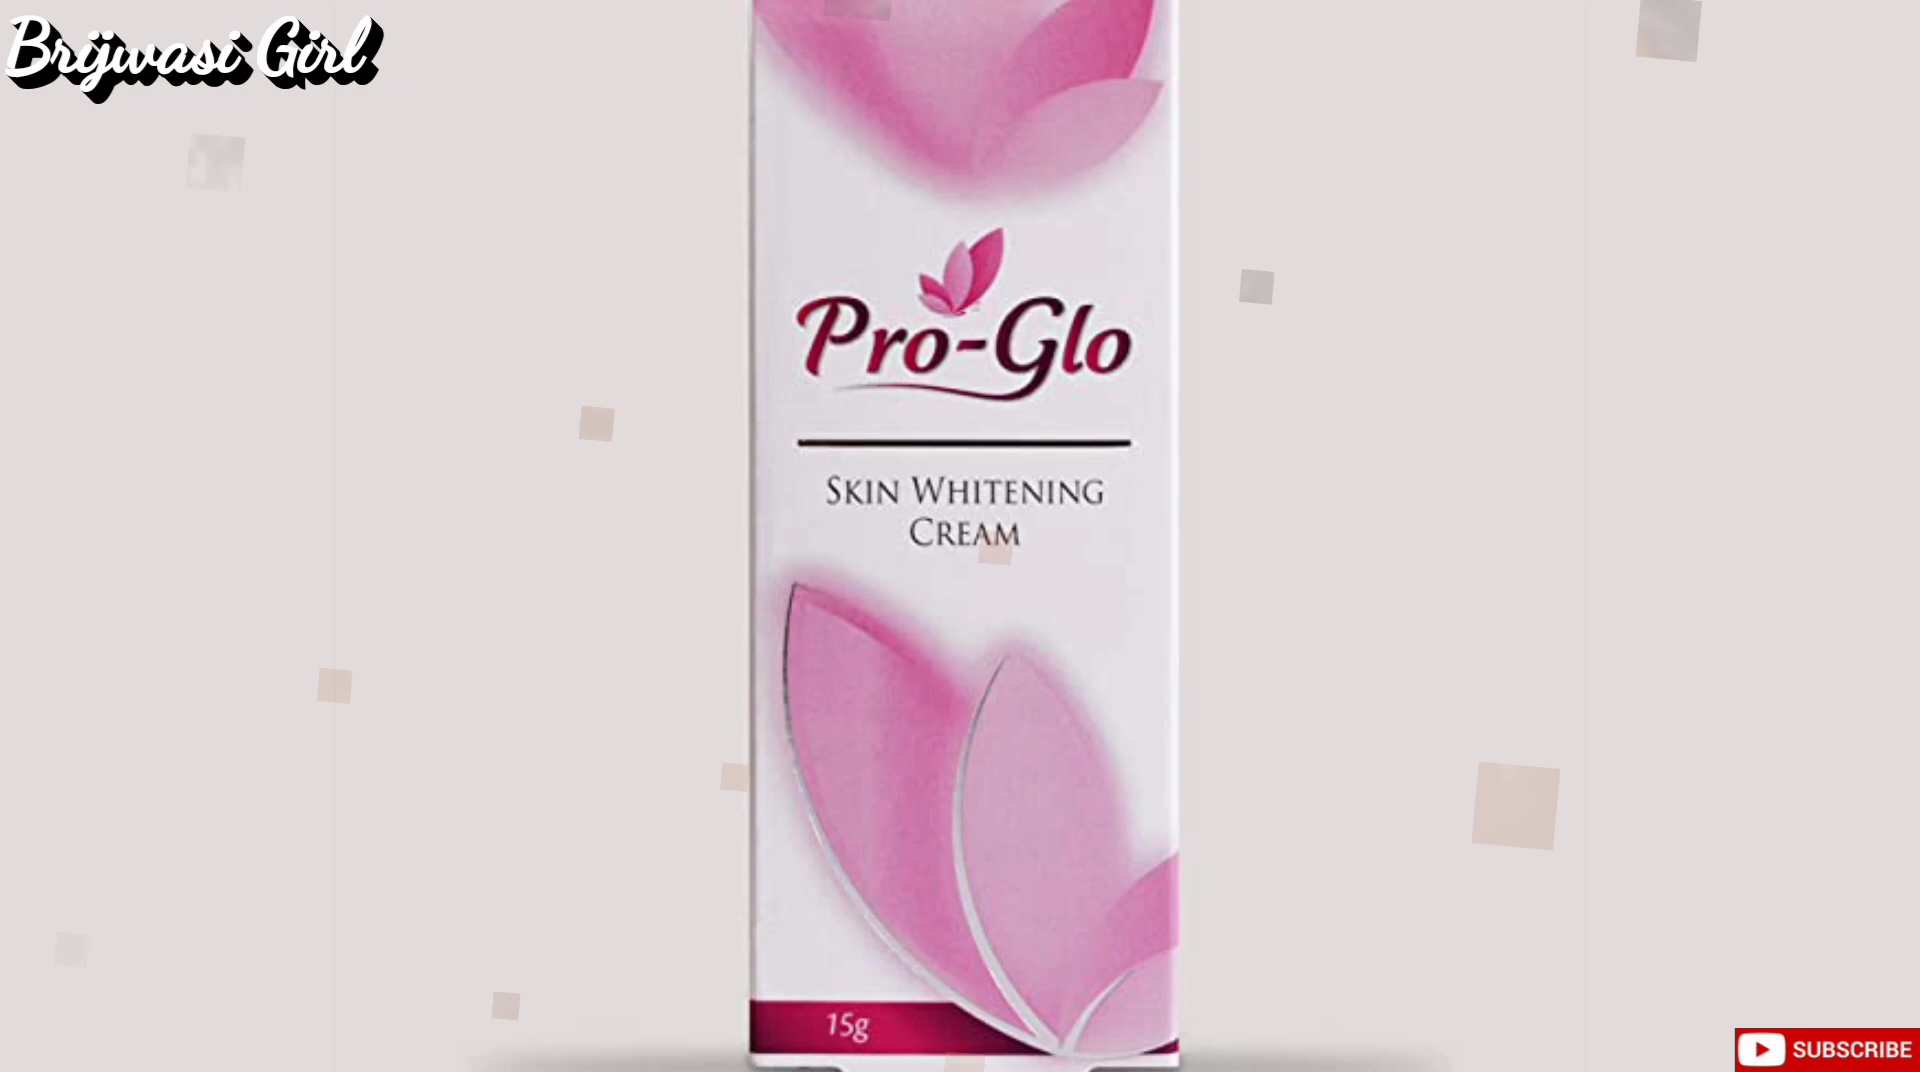 Brijwasi Girl
Pro-Glo
SKIN WHITENING
CREAM
15g
SUBSCRIBE